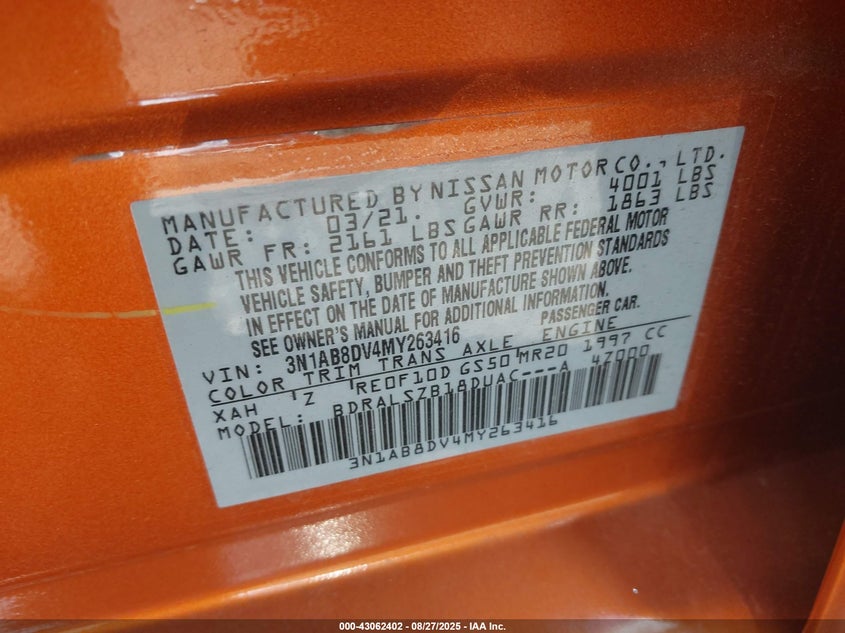 MANUFACTURED BY NISSAN MOTOR CO., LTD.
DATE: 03/21. GVWR: 4001 LBS
GAWR FR: 2161 LBS GAWR RR: 1863 LBS
THIS VEHICLE CONFORMS TO ALL APPLICABLE FEDERAL MOTOR
VEHICLE SAFETY, BUMPER AND THEFT PREVENTION STANDARDS
IN EFFECT ON THE DATE OF MANUFACTURE SHOWN ABOVE.
SEE OWNER'S MANUAL FOR ADDITIONAL INFORMATION.
VIN: 3N1AB8DV4MY263416 PASSENGER CAR.
COLOR TRIM TRANS AXLE ENGINE
XAH Z RE0F10D GS50 MR20 1997 CC
MODEL: BDRALSZB18DUAC---A 4Z000
3N1AB8DV4MY263416
000-43062402 - 08/27/2025 - IAA Inc.